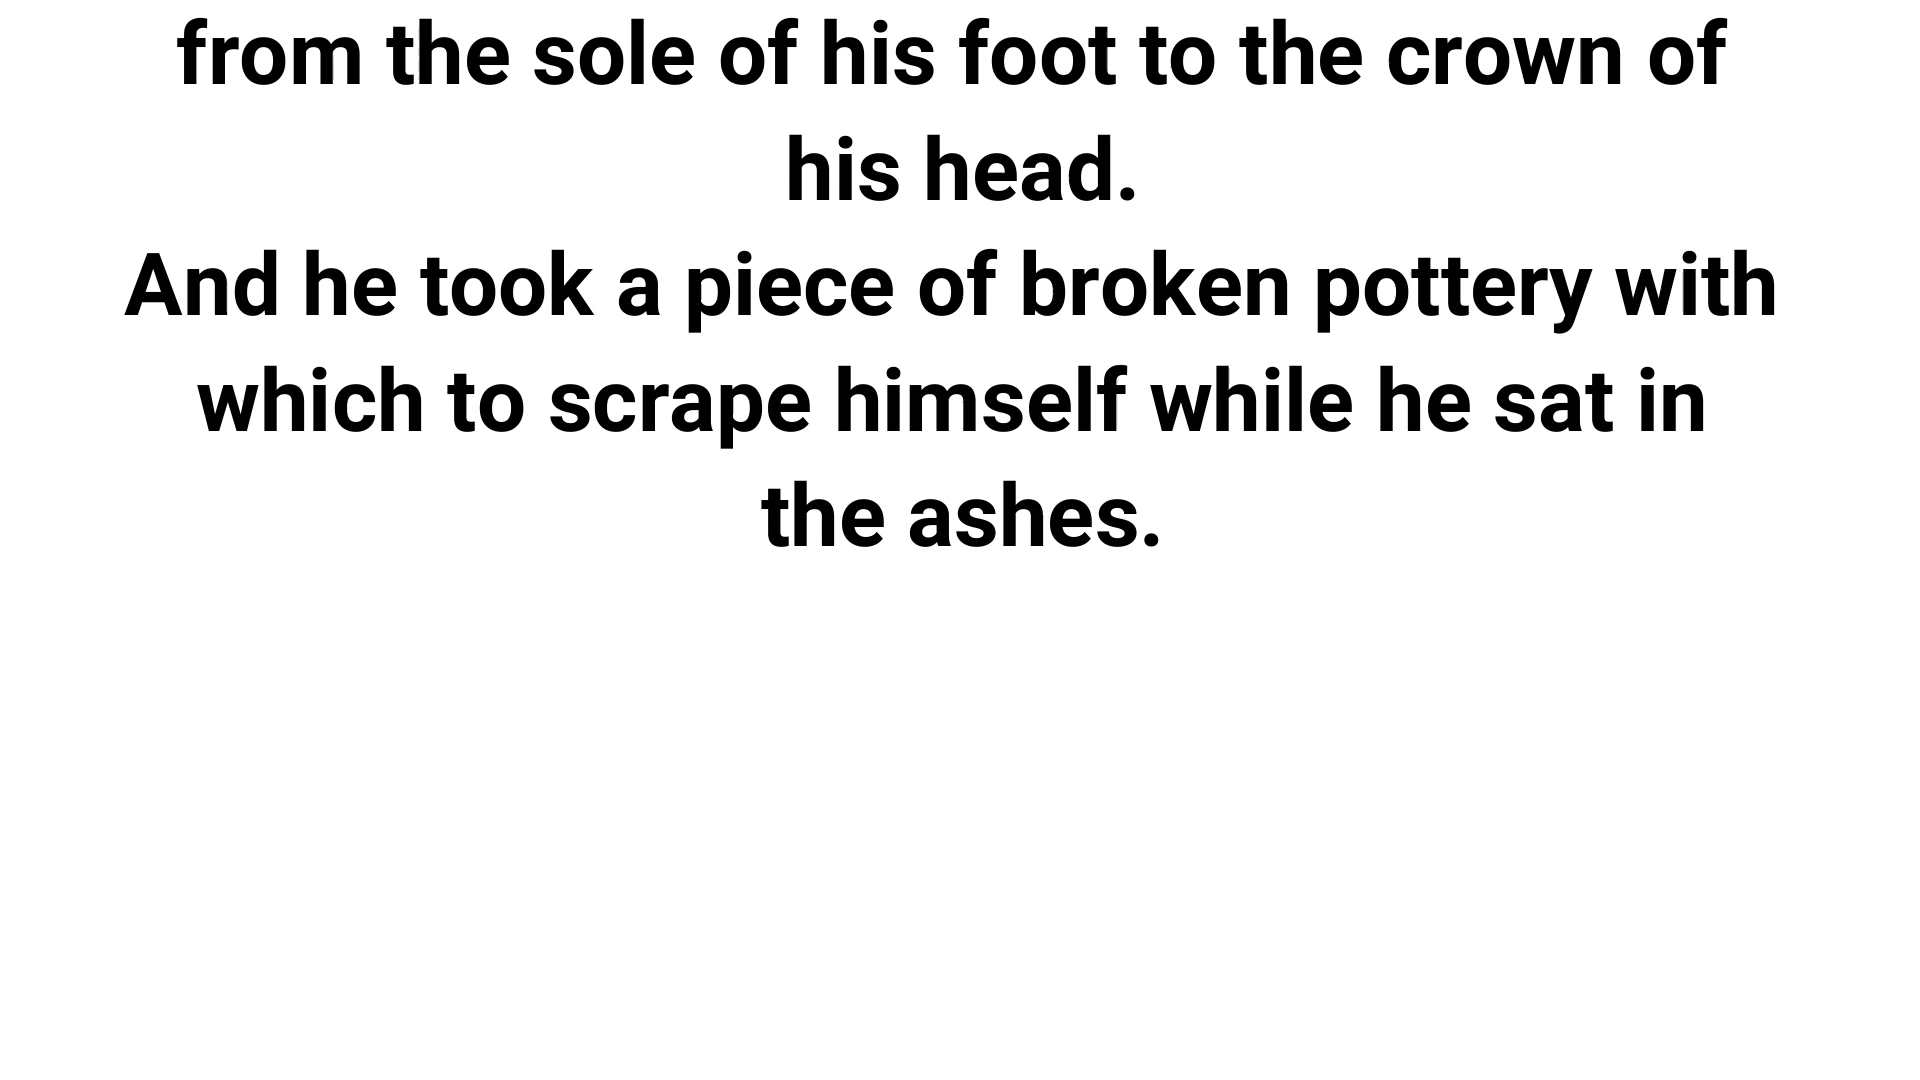 from the sole of his foot to the crown of
his head.
And he took a piece of broken pottery with
which to scrape himself while he sat in
the ashes.